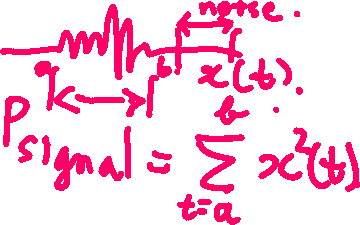 noise.
a b x(t).
P signal = b ∑ t=a x²(t)